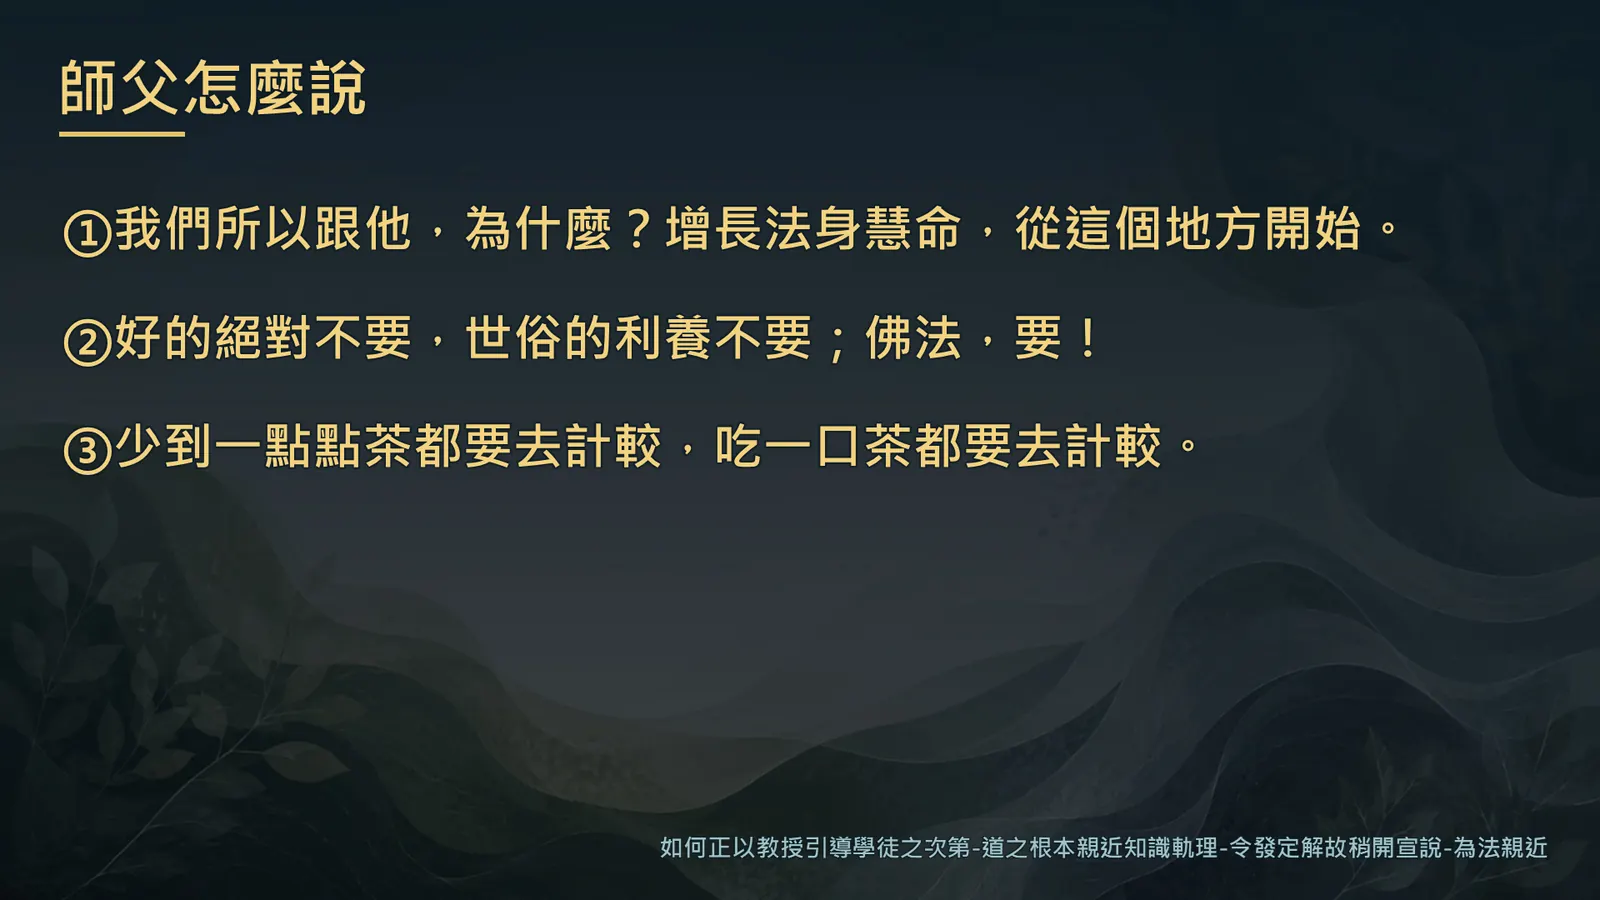 師父怎麼說
①我們所以跟他，為什麼？增長法身慧命，從這個地方開始。
②好的絕對不要，世俗的利養不要；佛法，要！
③少到一點點茶都要去計較，吃一口茶都要去計較。
如何正以教授引導學徒之次第-道之根本親近知識軌理-令發定解故稍開宣說-為法親近